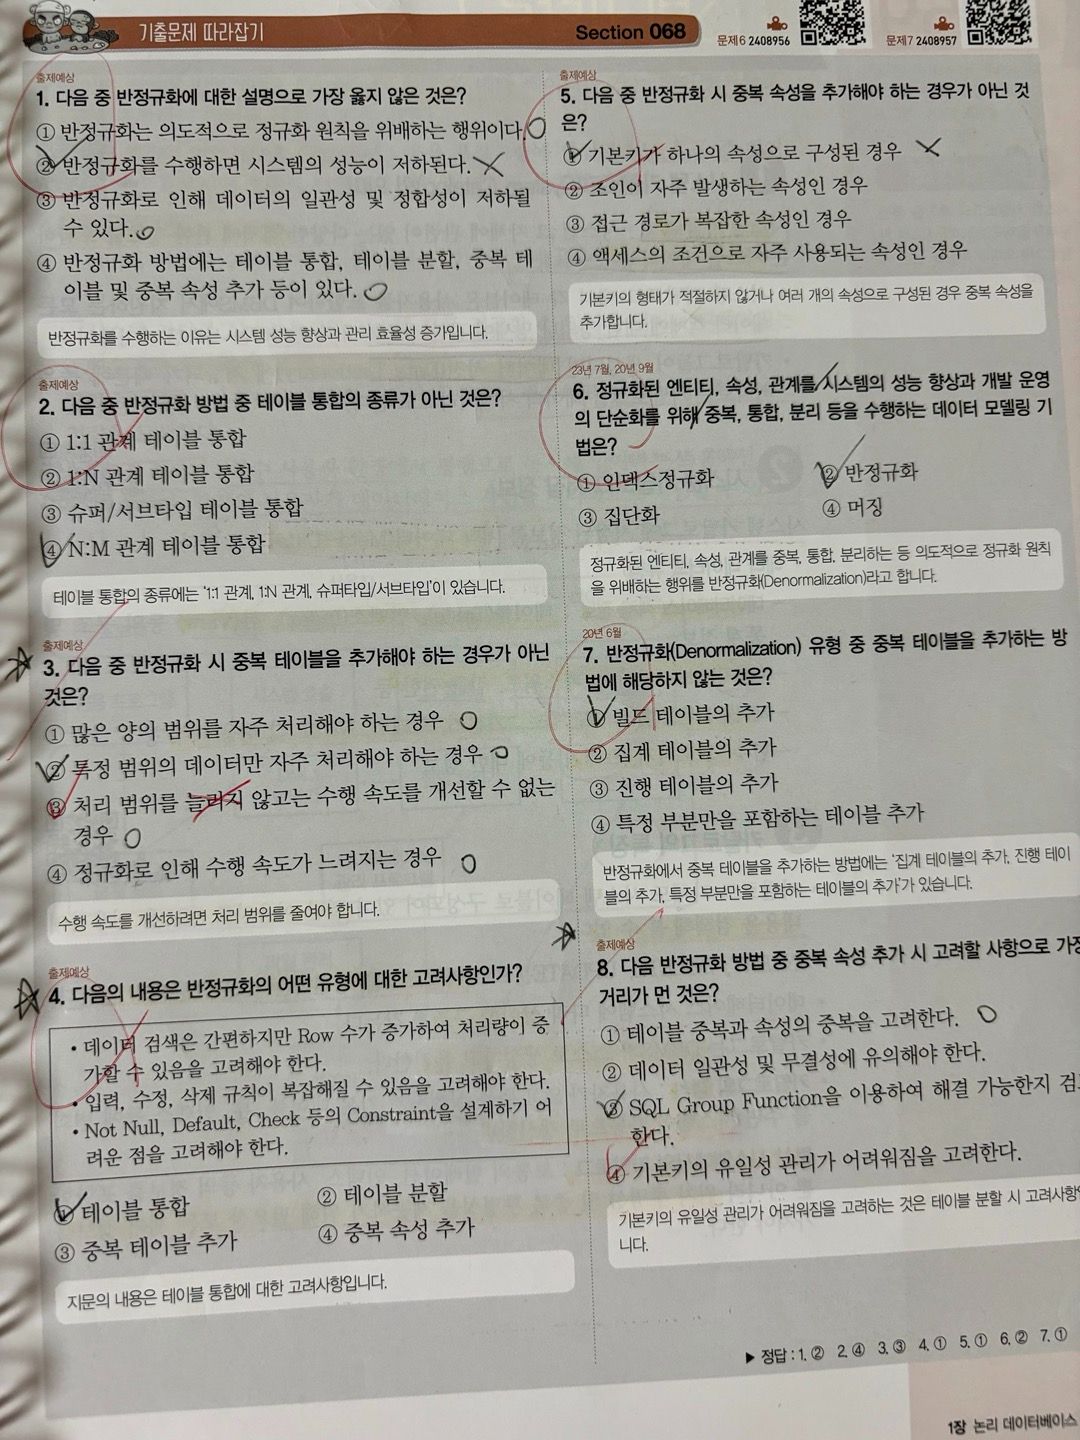 기출문제 따라잡기
Section 068
문제6 2408956
문제7 2408957
출제예상
1. 다음 중 반정규화에 대한 설명으로 가장 옳지 않은 것은?
① 반정규화는 의도적으로 정규화 원칙을 위배하는 행위이다.
② 반정규화를 수행하면 시스템의 성능이 저하된다.
③ 반정규화로 인해 데이터의 일관성 및 정합성이 저하될
수 있다.
④ 반정규화 방법에는 테이블 통합, 테이블 분할, 중복 테
이블 및 중복 속성 추가 등이 있다.
반정규화를 수행하는 이유는 시스템 성능 향상과 관리 효율성 증가입니다.
출제예상
2. 다음 중 반정규화 방법 중 테이블 통합의 종류가 아닌 것은?
① 1:1 관계 테이블 통합
② 1:N 관계 테이블 통합
③ 슈퍼/서브타입 테이블 통합
④ N:M 관계 테이블 통합
테이블 통합의 종류에는 '1:1 관계, 1:N 관계, 슈퍼타입/서브타입'이 있습니다.
출제예상
3. 다음 중 반정규화 시 중복 테이블을 추가해야 하는 경우가 아닌
것은?
① 많은 양의 범위를 자주 처리해야 하는 경우
② 특정 범위의 데이터만 자주 처리해야 하는 경우
③ 처리 범위를 늘리지 않고는 수행 속도를 개선할 수 없는
경우
④ 정규화로 인해 수행 속도가 느려지는 경우
수행 속도를 개선하려면 처리 범위를 줄여야 합니다.
출제예상
4. 다음의 내용은 반정규화의 어떤 유형에 대한 고려사항인가?
• 데이터 검색은 간편하지만 Row 수가 증가하여 처리량이 증
가할 수 있음을 고려해야 한다.
• 입력, 수정, 삭제 규칙이 복잡해질 수 있음을 고려해야 한다.
• Not Null, Default, Check 등의 Constraint을 설계하기 어
려운 점을 고려해야 한다.
① 테이블 통합
② 테이블 분할
③ 중복 테이블 추가
④ 중복 속성 추가
지문의 내용은 테이블 통합에 대한 고려사항입니다.
출제예상
5. 다음 중 반정규화 시 중복 속성을 추가해야 하는 경우가 아닌 것
은?
① 기본키가 하나의 속성으로 구성된 경우
② 조인이 자주 발생하는 속성인 경우
③ 접근 경로가 복잡한 속성인 경우
④ 액세스의 조건으로 자주 사용되는 속성인 경우
기본키의 형태가 적절하지 않거나 여러 개의 속성으로 구성된 경우 중복 속성을
추가합니다.
23년 7월, 20년 9월
6. 정규화된 엔티티, 속성, 관계를 시스템의 성능 향상과 개발 운영
의 단순화를 위해 중복, 통합, 분리 등을 수행하는 데이터 모델링 기
법은?
① 인덱스정규화
② 반정규화
③ 집단화
④ 머징
정규화된 엔티티, 속성, 관계를 중복, 통합, 분리하는 등 의도적으로 정규화 원칙
을 위배하는 행위를 반정규화(Denormalization)라고 합니다.
20년 6월
7. 반정규화(Denormalization) 유형 중 중복 테이블을 추가하는 방
법에 해당하지 않는 것은?
① 빌드 테이블의 추가
② 집계 테이블의 추가
③ 진행 테이블의 추가
④ 특정 부분만을 포함하는 테이블 추가
반정규화에서 중복 테이블을 추가하는 방법에는 '집계 테이블의 추가, 진행 테이
블의 추가, 특정 부분만을 포함하는 테이블의 추가'가 있습니다.
출제예상
8. 다음 반정규화 방법 중 중복 속성 추가 시 고려할 사항으로 가장
거리가 먼 것은?
① 테이블 중복과 속성의 중복을 고려한다.
② 데이터 일관성 및 무결성에 유의해야 한다.
③ SQL Group Function을 이용하여 해결 가능한지 검
한다.
④ 기본키의 유일성 관리가 어려워짐을 고려한다.
기본키의 유일성 관리가 어려워짐을 고려하는 것은 테이블 분할 시 고려사항
니다.
▶ 정답 : 1. ② 2. ④ 3. ③ 4. ① 5. ① 6. ② 7. ①
1장 논리 데이터베이스